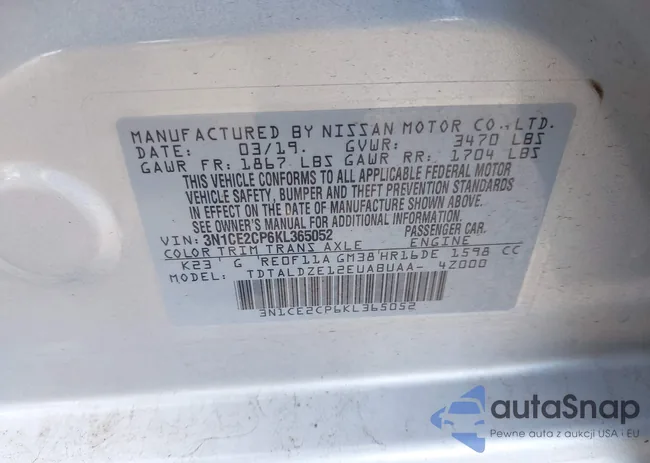 MANUFACTURED BY NISSAN MOTOR CO., LTD.
DATE: 03/19. GVWR: 3470 LBS
GAWR FR: 1867 LBS GAWR RR: 1704 LBS
THIS VEHICLE CONFORMS TO ALL APPLICABLE FEDERAL MOTOR
VEHICLE SAFETY, BUMPER AND THEFT PREVENTION STANDARDS
IN EFFECT ON THE DATE OF MANUFACTURE SHOWN ABOVE.
SEE OWNER'S MANUAL FOR ADDITIONAL INFORMATION.
VIN: 3N1CE2CP6KL365052 PASSENGER CAR.
COLOR TRIM TRANS AXLE ENGINE
K23 G RE0F11A GM38 HR16DE 1598 CC
MODEL: TDTALDZE12EUABUAA- 4Z000
3N1CE2CP6KL365052
autoSnap
Pewne auta z aukcji USA i EU